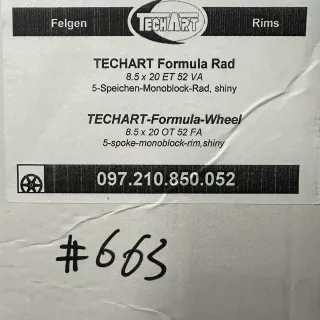 Felgen TECHART Rims
TECHART Formula Rad
8.5 x 20 ET 52 VA
5-Speichen-Monoblock-Rad, shiny
TECHART-Formula-Wheel
8.5 x 20 OT 52 FA
5-spoke-monoblock-rim,shiny
097.210.850.052
#663